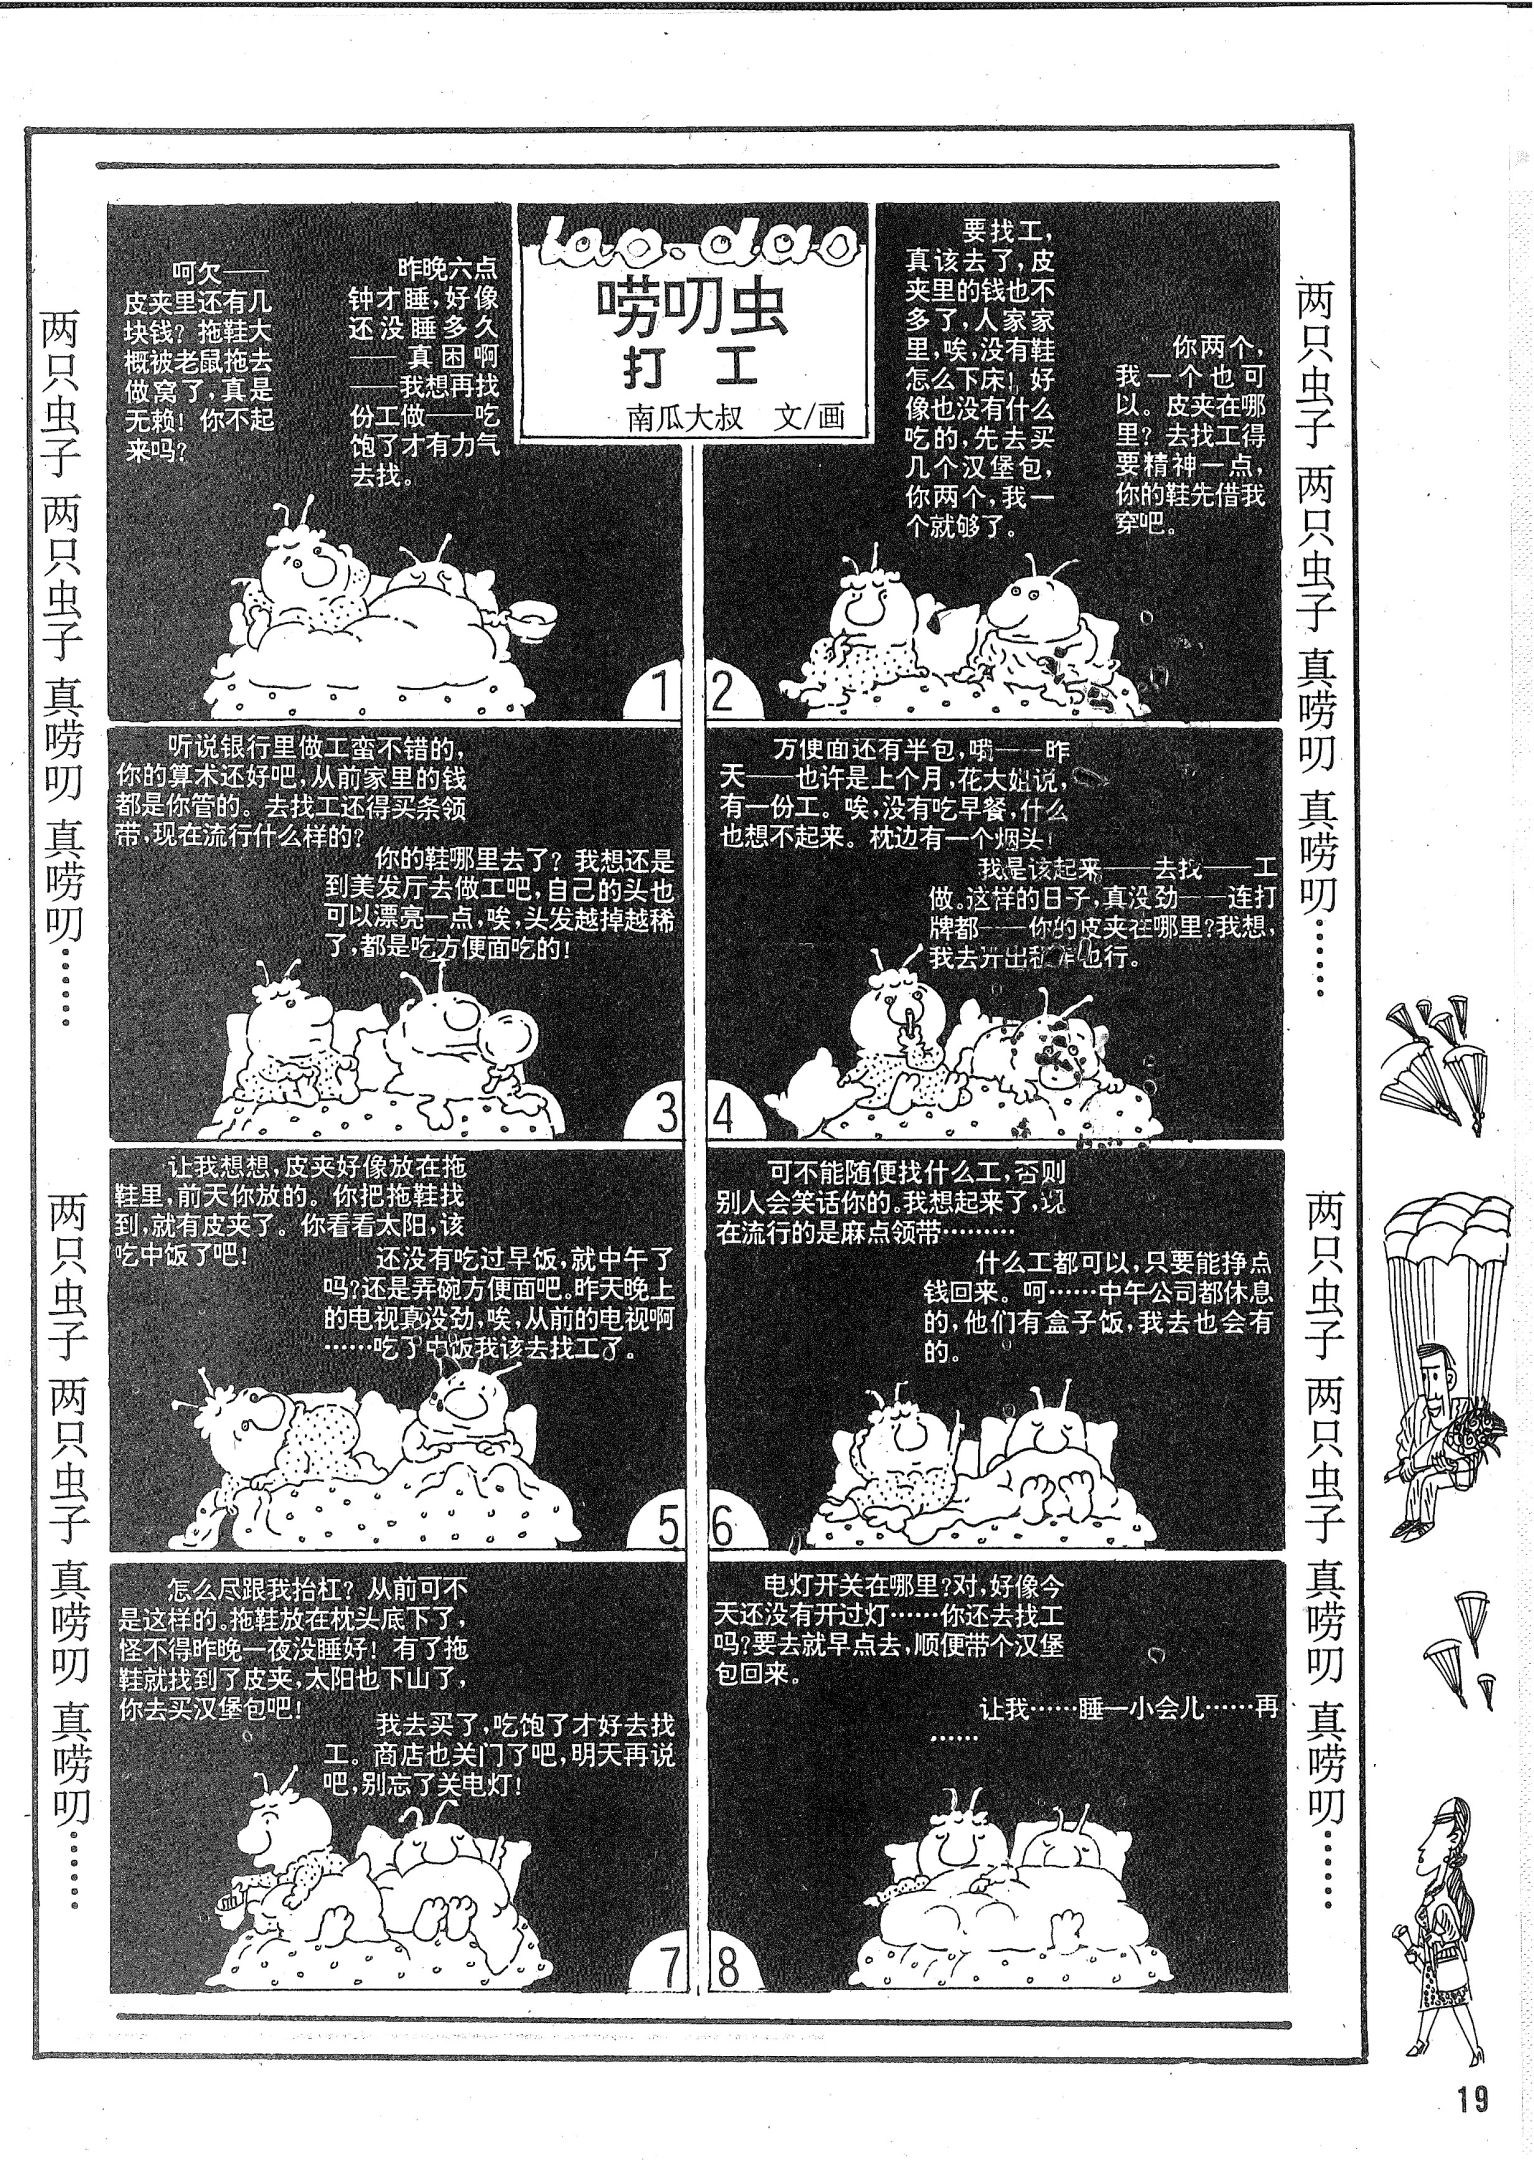 lao.dao
唠叨虫
打 工
南瓜大叔 文/画
呵欠——
皮夹里还有几
块钱？拖鞋大
概被老鼠拖去
做窝了，真是
无赖！你不起
来吗？
昨晚六点
钟才睡，好像
还没睡多久
——真困啊
——我想再找
份工做——吃
饱了才有力气
去找。
1
要找工，
真该去了，皮
夹里的钱也不
多了，人家家
里，唉，没有鞋
怎么下床！好
像也没有什么
吃的，先去买
几个汉堡包，
你两个，我一
个就够了。
你两个，
我一个也可
以。皮夹在哪
里？去找工得
要精神一点，
你的鞋先借我
穿吧。
2
听说银行里做工蛮不错的，
你的算术还好吧，从前家里的钱
都是你管的。去找工还得买条领
带，现在流行什么样的？
你的鞋哪里去了？我想还是
到美发厅去做工吧，自己的头也
可以漂亮一点，唉，头发越掉越稀
了，都是吃方便面吃的！
3
万便面还有半包，哦——昨
天——也许是上个月，花大姐说，
有一份工。唉，没有吃早餐，什么
也想不起来。枕边有一个烟头！
我是该起来——去找——工
做。这样的日子，真没劲——连打
牌都——你的皮夹在哪里？我想，
我去开出租车也行。
4
让我想想，皮夹好像放在拖
鞋里，前天你放的。你把拖鞋找
到，就有皮夹了。你看看太阳，该
吃中饭了吧！
还没有吃过早饭，就中午了
吗？还是弄碗方便面吧。昨天晚上
的电视真没劲，唉，从前的电视啊
……吃了中饭我该去找工了。
5
可不能随便找什么工，否则
别人会笑话你的。我想起来了，现
在流行的是麻点领带………
什么工都可以，只要能挣点
钱回来。呵……中午公司都休息
的，他们有盒子饭，我去也会有
的。
6
怎么尽跟我抬杠？从前可不
是这样的。拖鞋放在枕头底下了，
怪不得昨晚一夜没睡好！有了拖
鞋就找到了皮夹，太阳也下山了，
你去买汉堡包吧！
我去买了，吃饱了才好去找
工。商店也关门了吧，明天再说
吧，别忘了关电灯！
7
电灯开关在哪里？对，好像今
天还没有开过灯……你还去找工
吗？要去就早点去，顺便带个汉堡
包回来。
让我……睡一小会儿……再
……
8
两只虫子 两只虫子 真唠叨 真唠叨……
两只虫子 两只虫子 真唠叨 真唠叨……
两只虫子 两只虫子 真唠叨 真唠叨……
两只虫子 两只虫子 真唠叨 真唠叨……
19